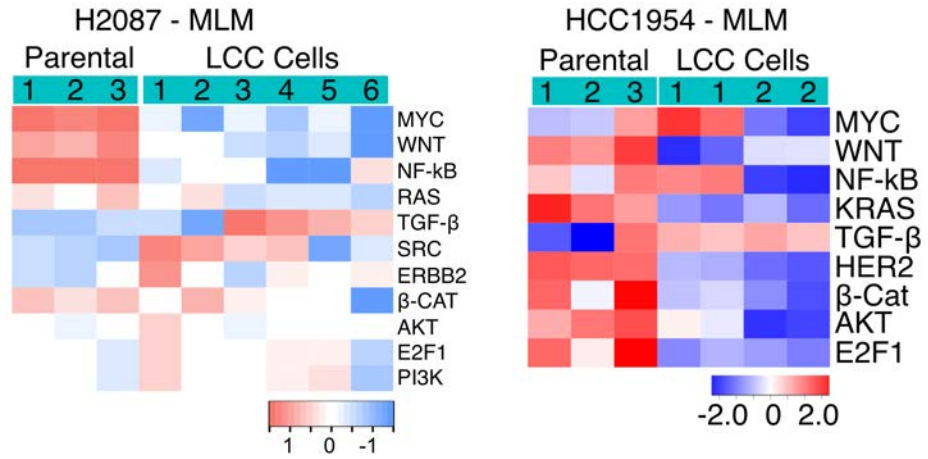 H2087 - MLM
Parental LCC Cells
1 2 3 1 2 3 4 5 6
MYC
WNT
NF-kB
RAS
TGF-β
SRC
ERBB2
β-CAT
AKT
E2F1
PI3K
1 0 -1
HCC1954 - MLM
Parental LCC Cells
1 2 3 1 1 2 2
MYC
WNT
NF-kB
KRAS
TGF-β
HER2
β-Cat
AKT
E2F1
-2.0 0 2.0